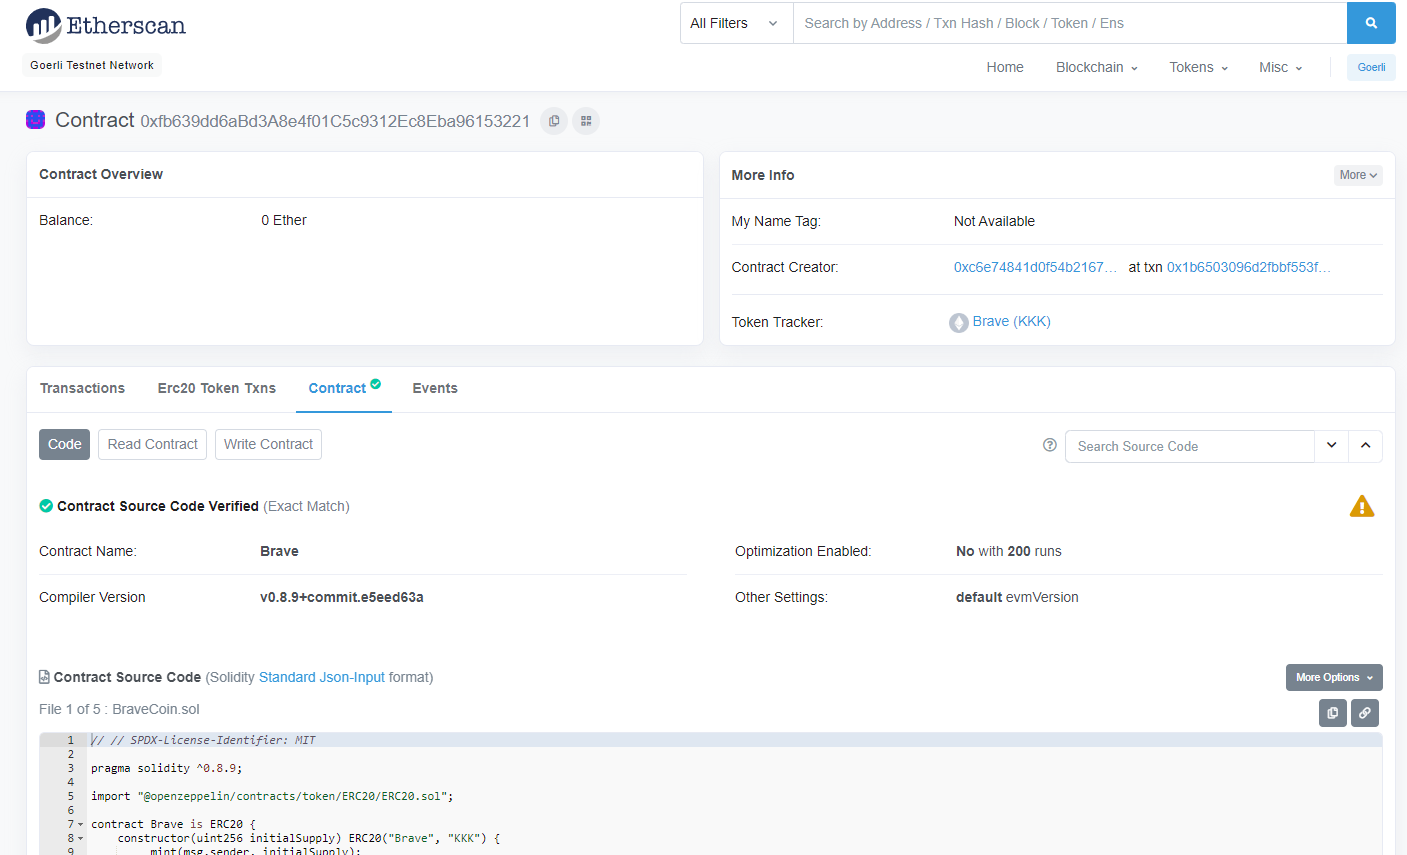 Etherscan
All Filters
Search by Address / Txn Hash / Block / Token / Ens
Goerli Testnet Network
Home Blockchain Tokens Misc Goerli
Contract 0xfb639dd6aBd3A8e4f01C5c9312Ec8Eba96153221
Contract Overview
Balance: 0 Ether
More Info More
My Name Tag: Not Available
Contract Creator: 0xc6e74841d0f54b2167... at txn 0x1b6503096d2fbbf553f...
Token Tracker: Brave (KKK)
Transactions Erc20 Token Txns Contract Events
Code Read Contract Write Contract Search Source Code
Contract Source Code Verified (Exact Match)
Contract Name: Brave
Optimization Enabled: No with 200 runs
Compiler Version v0.8.9+commit.e5eed63a
Other Settings: default evmVersion
Contract Source Code (Solidity Standard Json-Input format) More Options
File 1 of 5 : BraveCoin.sol
1 // // SPDX-License-Identifier: MIT
2
3 pragma solidity ^0.8.9;
4
5 import "@openzeppelin/contracts/token/ERC20/ERC20.sol";
6
7 contract Brave is ERC20 {
8 constructor(uint256 initialSupply) ERC20("Brave", "KKK") {
9 _mint(msg.sender, initialSupply);